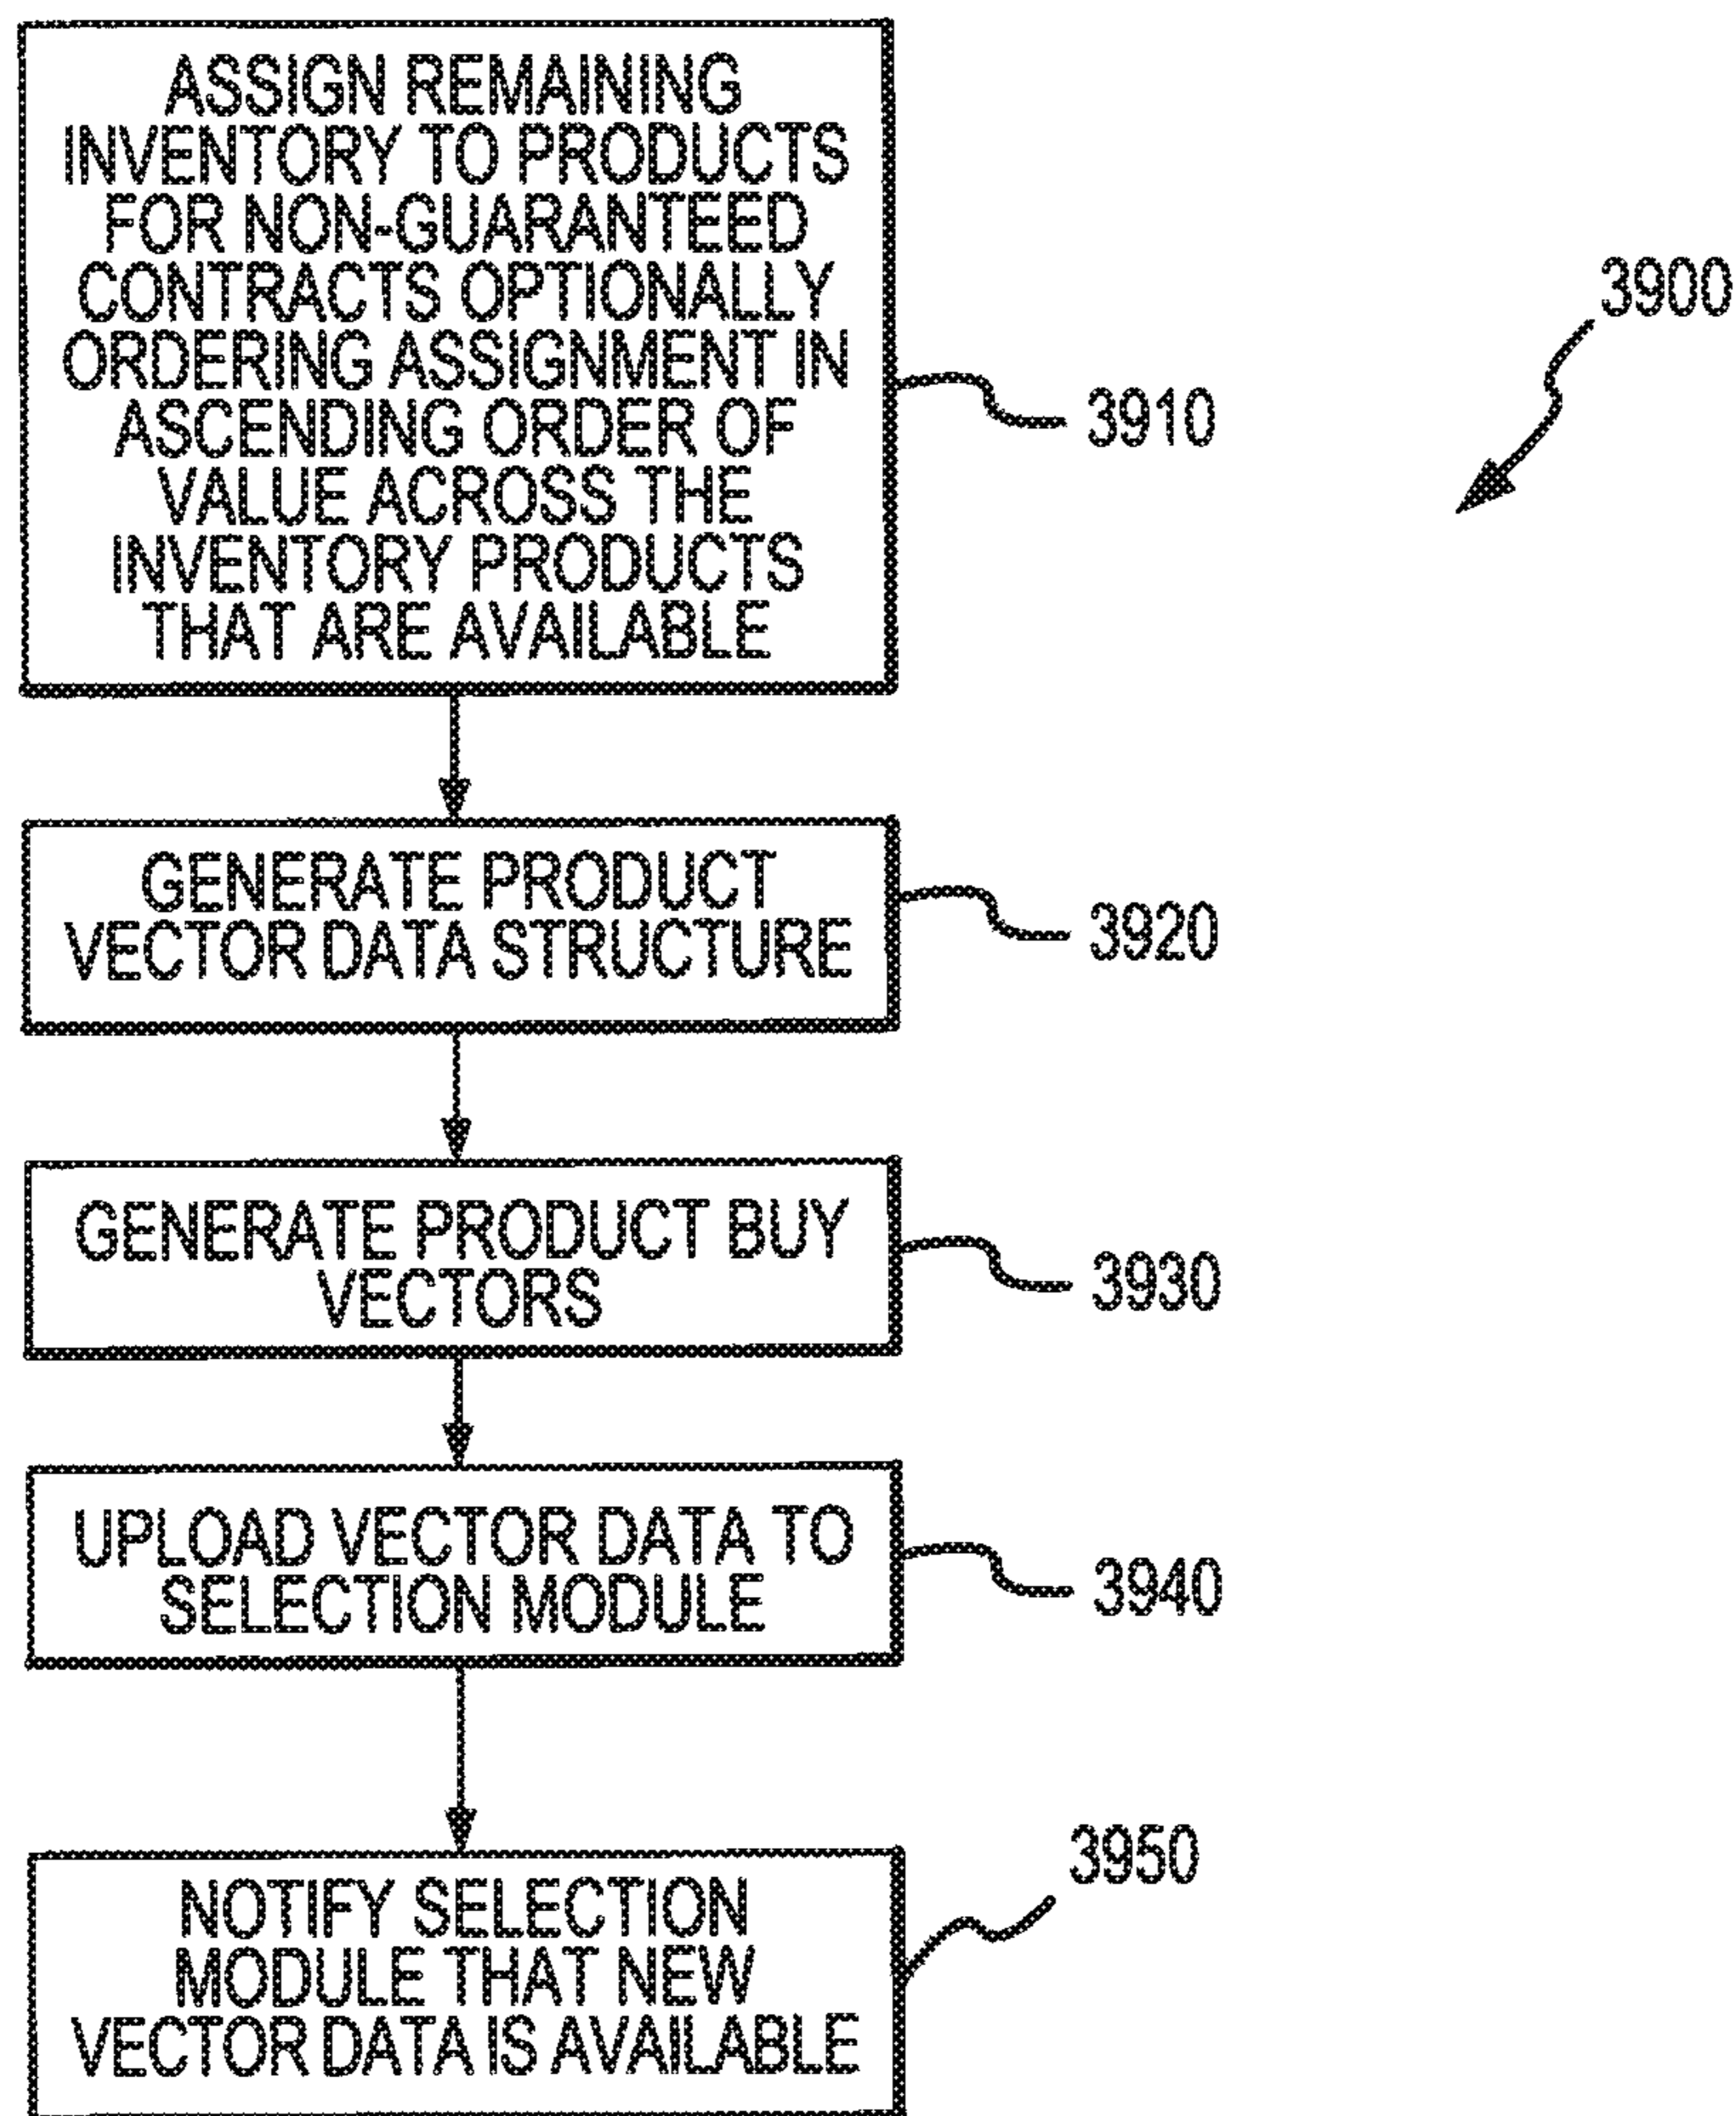 ASSIGN REMAINING
INVENTORY TO PRODUCTS
FOR NON-GUARANTEED
CONTRACTS OPTIONALLY
ORDERING ASSIGNMENT IN
ASCENDING ORDER OF
VALUE ACROSS THE
INVENTORY PRODUCTS
THAT ARE AVAILABLE
3910
3900
GENERATE PRODUCT
VECTOR DATA STRUCTURE
3920
GENERATE PRODUCT BUY
VECTORS
3930
UPLOAD VECTOR DATA TO
SELECTION MODULE
3940
NOTIFY SELECTION
MODULE THAT NEW
VECTOR DATA IS AVAILABLE
3950